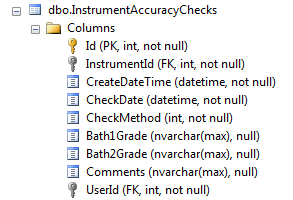 dbo.InstrumentAccuracyChecks
Columns
Id (PK, int, not null)
InstrumentId (FK, int, not null)
CreateDateTime (datetime, not null)
CheckDate (datetime, not null)
CheckMethod (int, not null)
Bath1Grade (nvarchar(max), null)
Bath2Grade (nvarchar(max), null)
Comments (nvarchar(max), null)
UserId (FK, int, not null)